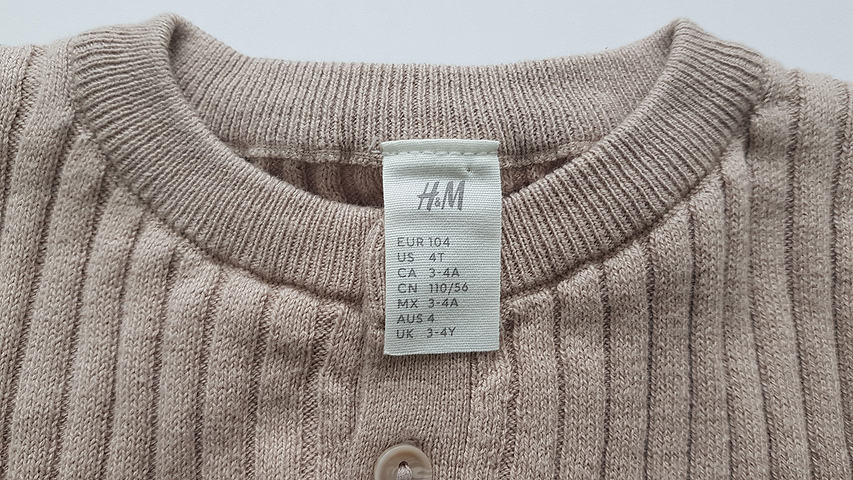 H&M
EUR 104
US 4T
CA 3-4A
CN 110/56
MX 3-4A
AUS 4
UK 3-4Y